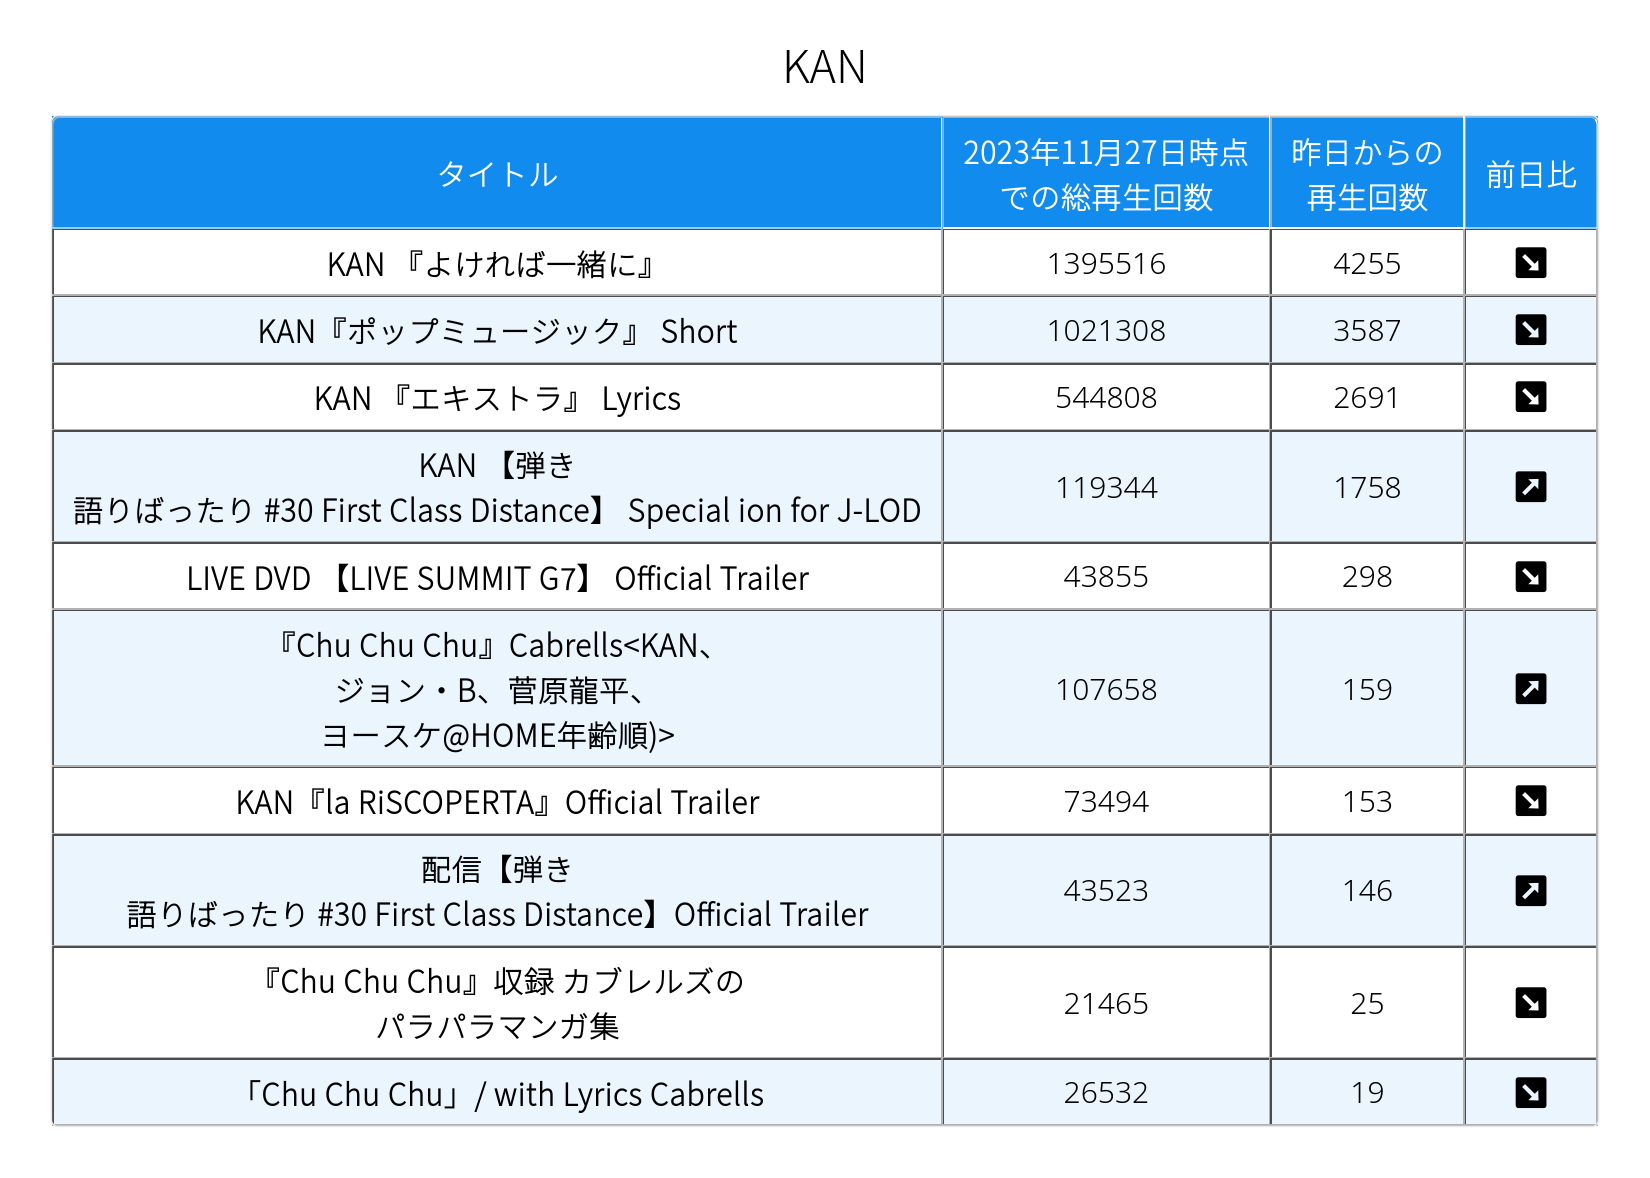 KAN
タイトル
2023年11月27日時点
での総再生回数
昨日からの
再生回数
前日比
KAN 『よければ一緒に』
1395516
4255
KAN『ポップミュージック』 Short
1021308
3587
KAN 『エキストラ』 Lyrics
544808
2691
KAN 【弾き
語りばったり #30 First Class Distance】 Special ion for J-LOD
119344
1758
LIVE DVD 【LIVE SUMMIT G7】 Official Trailer
43855
298
『Chu Chu Chu』Cabrells<KAN、
ジョン・B、菅原龍平、
ヨースケ@HOME年齢順)>
107658
159
KAN『la RiSCOPERTA』Official Trailer
73494
153
配信【弾き
語りばったり #30 First Class Distance】Official Trailer
43523
146
『Chu Chu Chu』収録 カブレルズの
パラパラマンガ集
21465
25
「Chu Chu Chu」/ with Lyrics Cabrells
26532
19